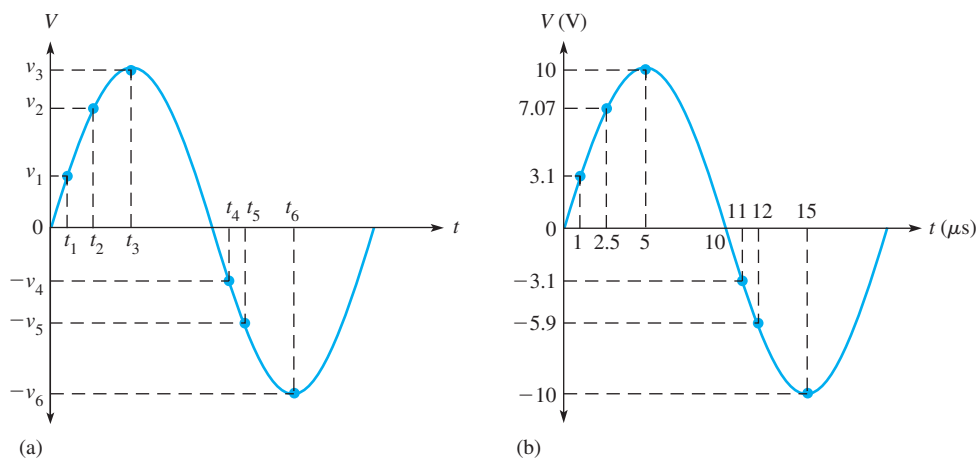 V
v3
v2
v1
0
t1 t2 t3
t4 t5 t6
t
−v4
−v5
−v6
(a)
V (V)
10
7.07
3.1
0
1 2.5 5 10
11 12 15
t (μs)
−3.1
−5.9
−10
(b)